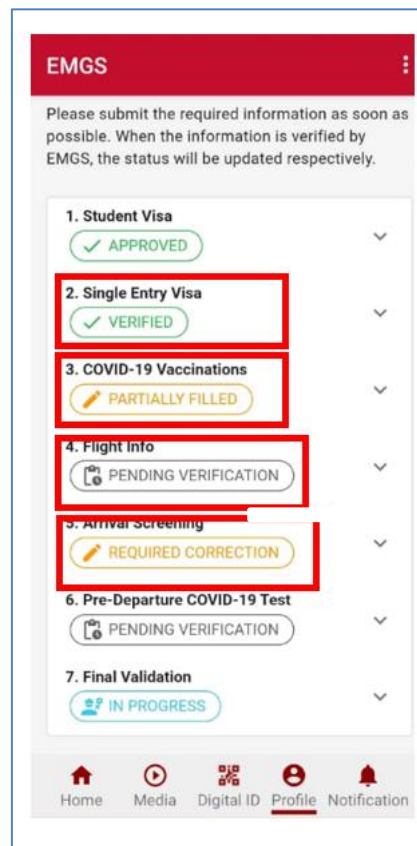 EMGS
Please submit the required information as soon as
possible. When the information is verified by
EMGS, the status will be updated respectively.
1. Student Visa
APPROVED
2. Single Entry Visa
VERIFIED
3. COVID-19 Vaccinations
PARTIALLY FILLED
4. Flight Info
PENDING VERIFICATION
5. Arrival Screening
REQUIRED CORRECTION
6. Pre-Departure COVID-19 Test
PENDING VERIFICATION
7. Final Validation
IN PROGRESS
Home Media Digital ID Profile Notification